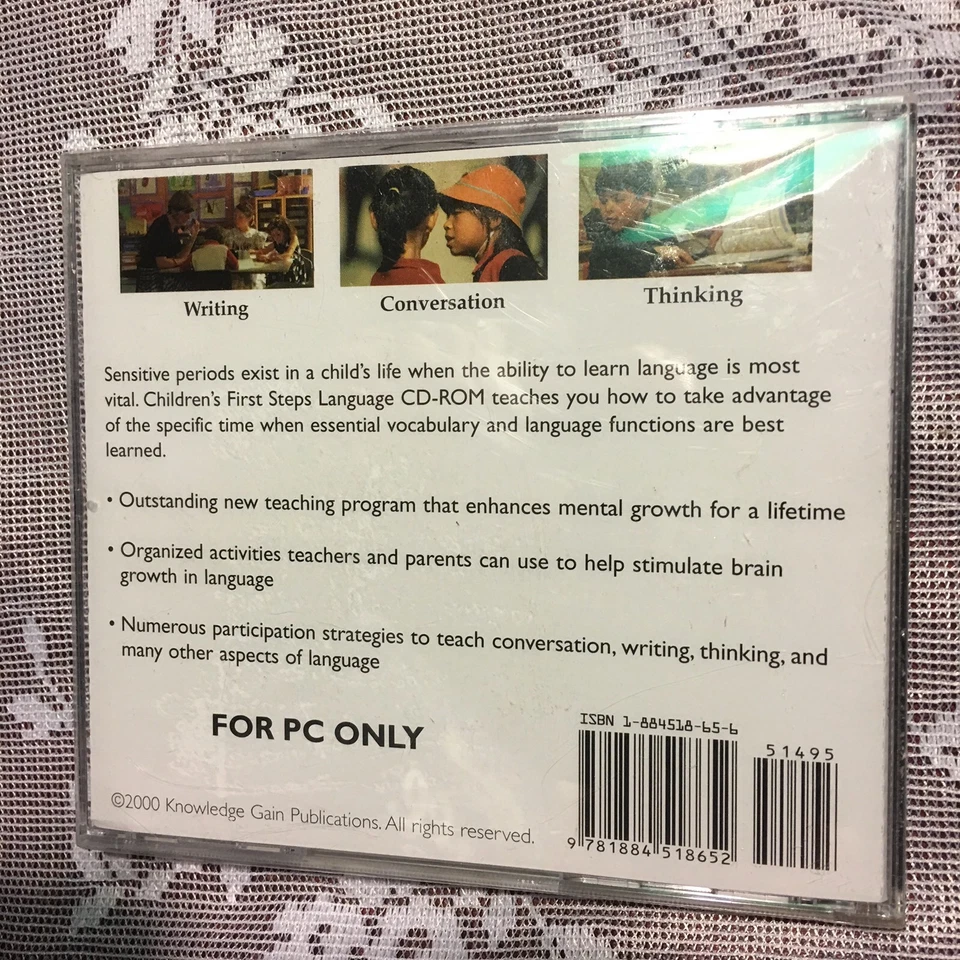 Writing Conversation Thinking
Sensitive periods exist in a child's life when the ability to learn language is most
vital. Children's First Steps Language CD-ROM teaches you how to take advantage
of the specific time when essential vocabulary and language functions are best
learned.
• Outstanding new teaching program that enhances mental growth for a lifetime
• Organized activities teachers and parents can use to help stimulate brain
growth in language
• Numerous participation strategies to teach conversation, writing, thinking, and
many other aspects of language
FOR PC ONLY
ISBN 1-884518-65-6
51495
9 781884 518652
©2000 Knowledge Gain Publications. All rights reserved.